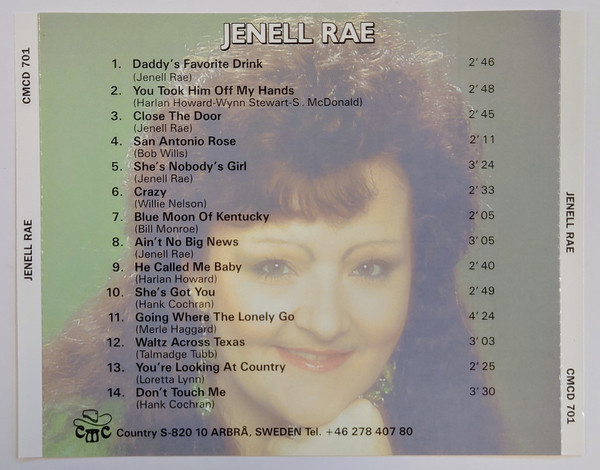 JENELL RAE
1. Daddy's Favorite Drink 2' 46
(Jenell Rae)
2. You Took Him Off My Hands 2' 48
(Harlan Howard-Wynn Stewart-S . McDonald)
3. Close The Door 2' 45
(Jenell Rae)
4. San Antonio Rose 2' 11
(Bob Wills)
5. She's Nobody's Girl 3' 24
(Jenell Rae)
6. Crazy 2' 33
(Willie Nelson)
7. Blue Moon Of Kentucky 2' 05
(Bill Monroe)
8. Ain't No Big News 3' 05
(Jenell Rae)
9. He Called Me Baby 2' 40
(Harlan Howard)
10. She's Got You 2' 49
(Hank Cochran)
11. Going Where The Lonely Go 4' 24
(Merle Haggard)
12. Waltz Across Texas 3' 03
(Talmadge Tubb)
13. You're Looking At Country 2' 25
(Loretta Lynn)
14. Don't Touch Me 3' 30
(Hank Cochran)
CMC Country S-820 10 ARBRÅ, SWEDEN Tel. +46 278 407 80
CMCD 701
JENELL RAE
JENELL RAE
CMCD 701